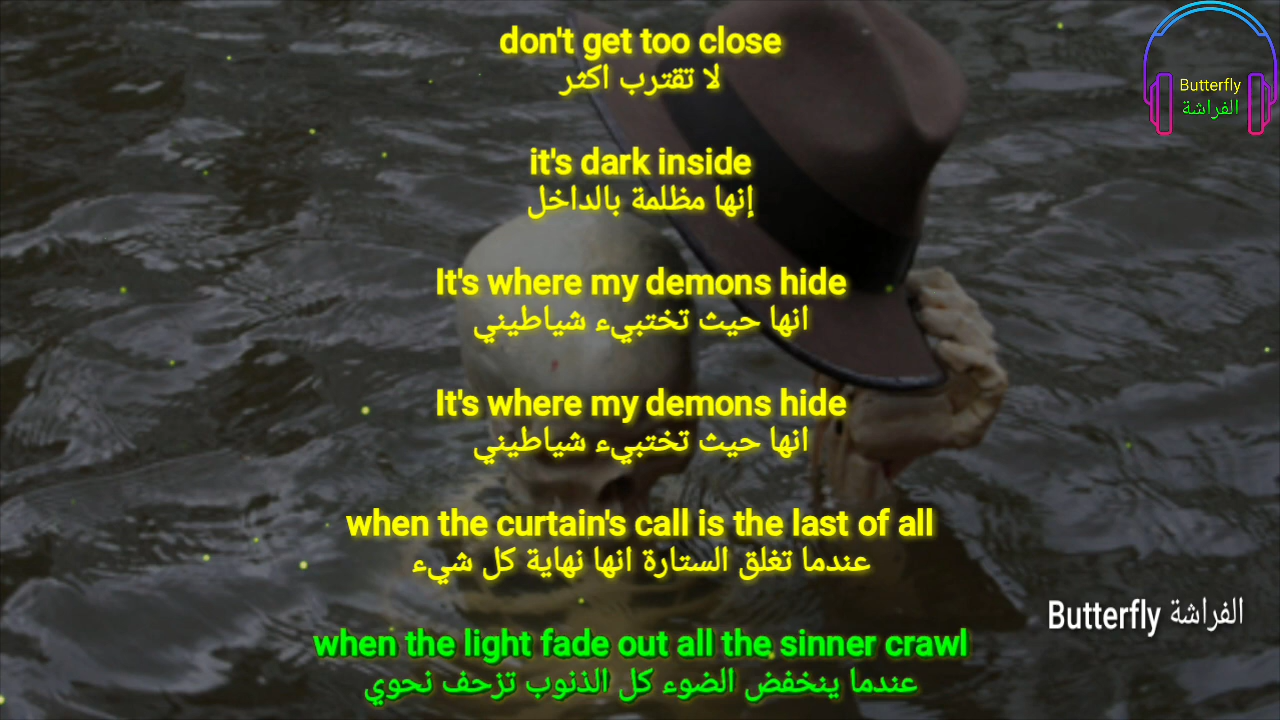 don't get too close
لا تقترب اكثر
it's dark inside
إنها مظلمة بالداخل
It's where my demons hide
انها حيث تختبيء شياطيني
It's where my demons hide
انها حيث تختبيء شياطيني
when the curtain's call is the last of all
عندما تغلق الستارة انها نهاية كل شيء
when the light fade out all the sinner crawl
عندما ينخفض الضوء كل الذنوب تزحف نحوي
Butterfly
الفراشة
Butterfly الفراشة